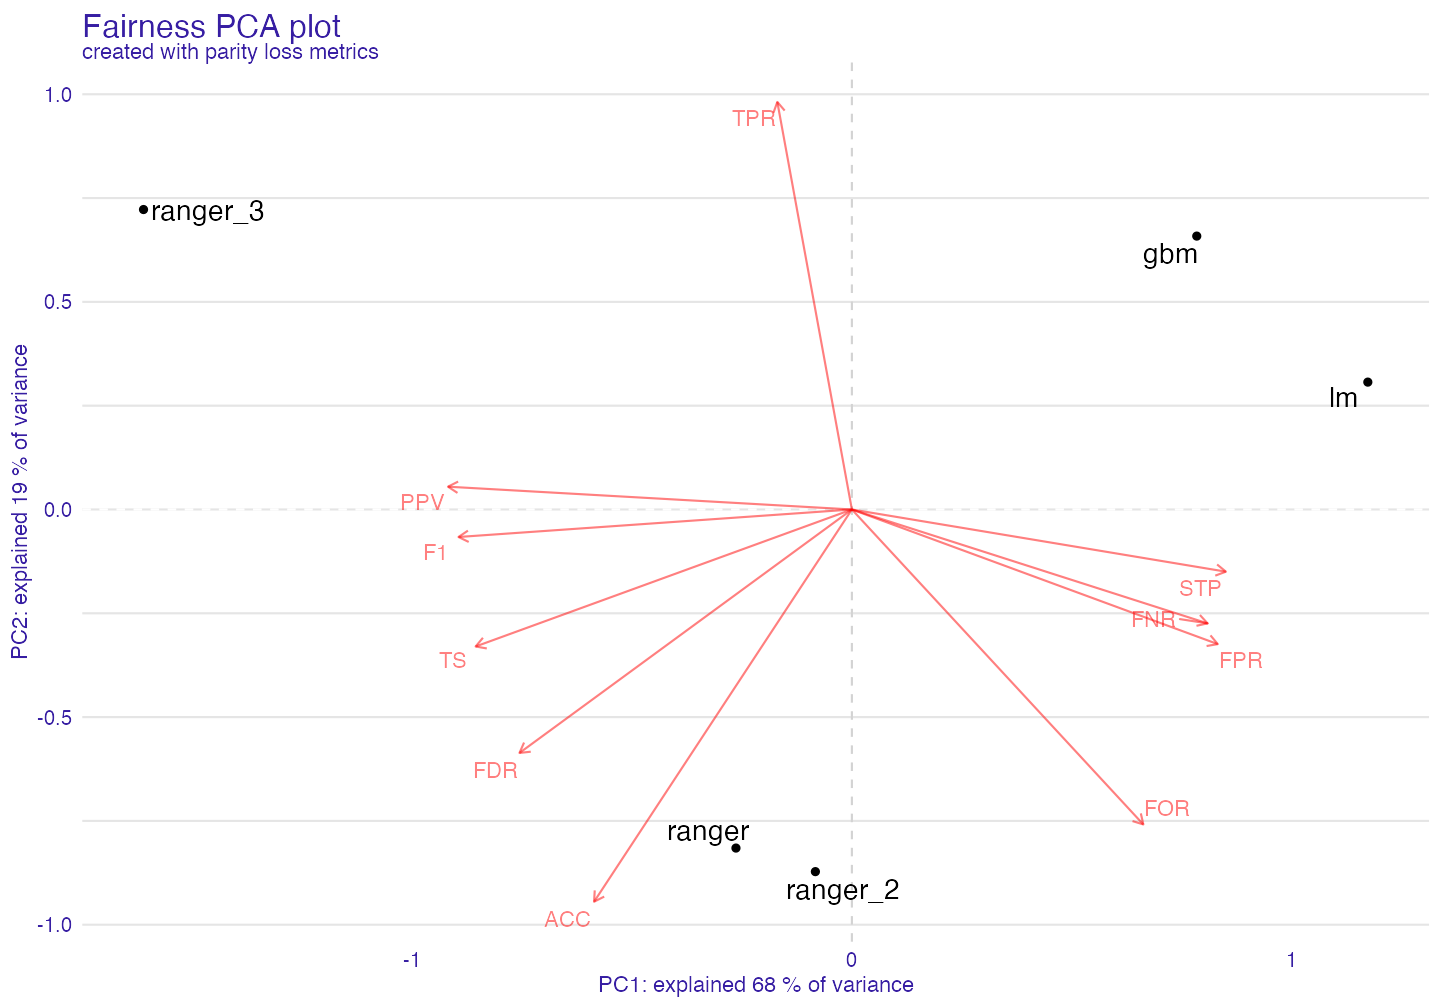 Fairness PCA plot
created with parity loss metrics
1.0
TPR
ranger_3
gbm
0.5
lm
PC2: explained 19 % of variance
PPV
0.0
F1
STP
FNR
TS
FPR
-0.5
FDR
FOR
ranger
ranger_2
ACC
-1.0
-1
0
1
PC1: explained 68 % of variance